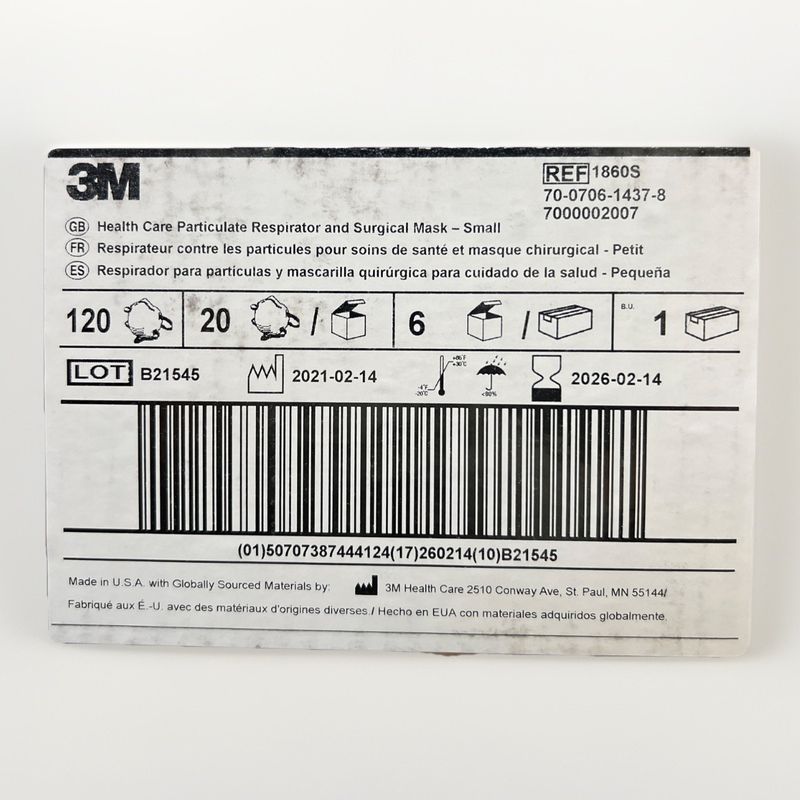 3M
REF 1860S
70-0706-1437-8
7000002007
GB Health Care Particulate Respirator and Surgical Mask – Small
FR Respirateur contre les particules pour soins de santé et masque chirurgical - Petit
ES Respirador para partículas y mascarilla quirúrgica para cuidado de la salud - Pequeña
120 20 / 6 / B.U. 1
LOT B21545 2021-02-14 -4°F -20°C +86°F +30°C <80% 2026-02-14
(01)50707387444124(17)260214(10)B21545
Made in U.S.A. with Globally Sourced Materials by: 3M Health Care 2510 Conway Ave, St. Paul, MN 55144/
Fabriqué aux É.-U. avec des matériaux d'origines diverses / Hecho en EUA con materiales adquiridos globalmente.